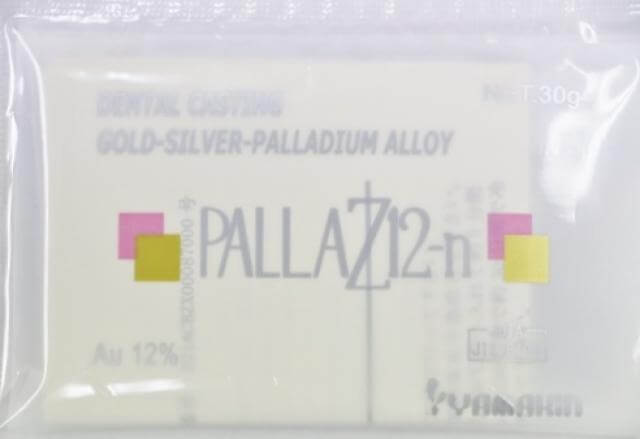 DENTAL CASTING
NET.30g
GOLD-SILVER-PALLADIUM ALLOY
PALLAZ12-n
Au 12%
YAMAKIN